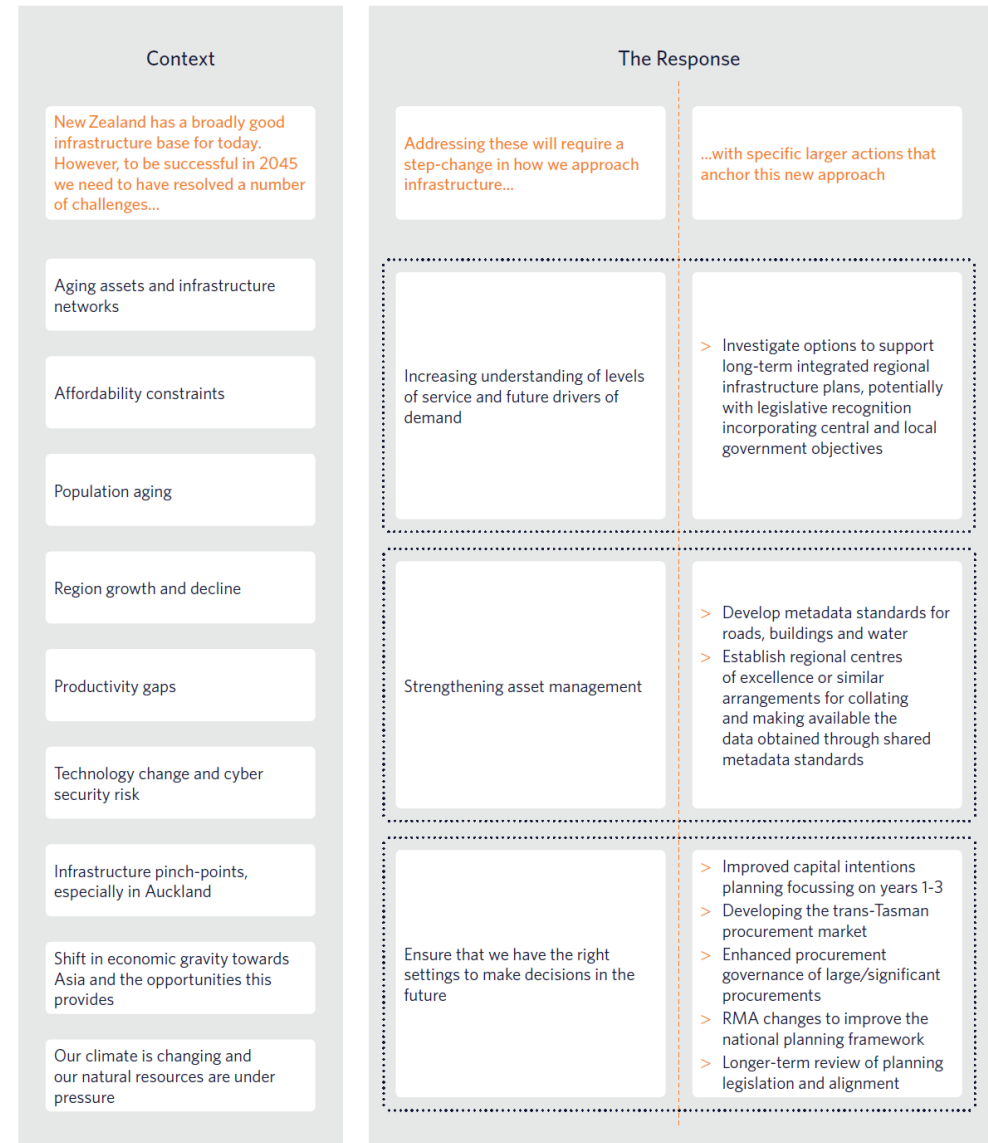 Context
New Zealand has a broadly good
infrastructure base for today.
However, to be successful in 2045
we need to have resolved a number
of challenges...
Aging assets and infrastructure
networks
Affordability constraints
Population aging
Region growth and decline
Productivity gaps
Technology change and cyber
security risk
Infrastructure pinch-points,
especially in Auckland
Shift in economic gravity towards
Asia and the opportunities this
provides
Our climate is changing and
our natural resources are under
pressure
The Response
Addressing these will require a
step-change in how we approach
infrastructure...
...with specific larger actions that
anchor this new approach
Increasing understanding of levels
of service and future drivers of
demand
> Investigate options to support
long-term integrated regional
infrastructure plans, potentially
with legislative recognition
incorporating central and local
government objectives
Strengthening asset management
> Develop metadata standards for
roads, buildings and water
> Establish regional centres
of excellence or similar
arrangements for collating
and making available the
data obtained through shared
metadata standards
Ensure that we have the right
settings to make decisions in the
future
> Improved capital intentions
planning focussing on years 1-3
> Developing the trans-Tasman
procurement market
> Enhanced procurement
governance of large/significant
procurements
> RMA changes to improve the
national planning framework
> Longer-term review of planning
legislation and alignment